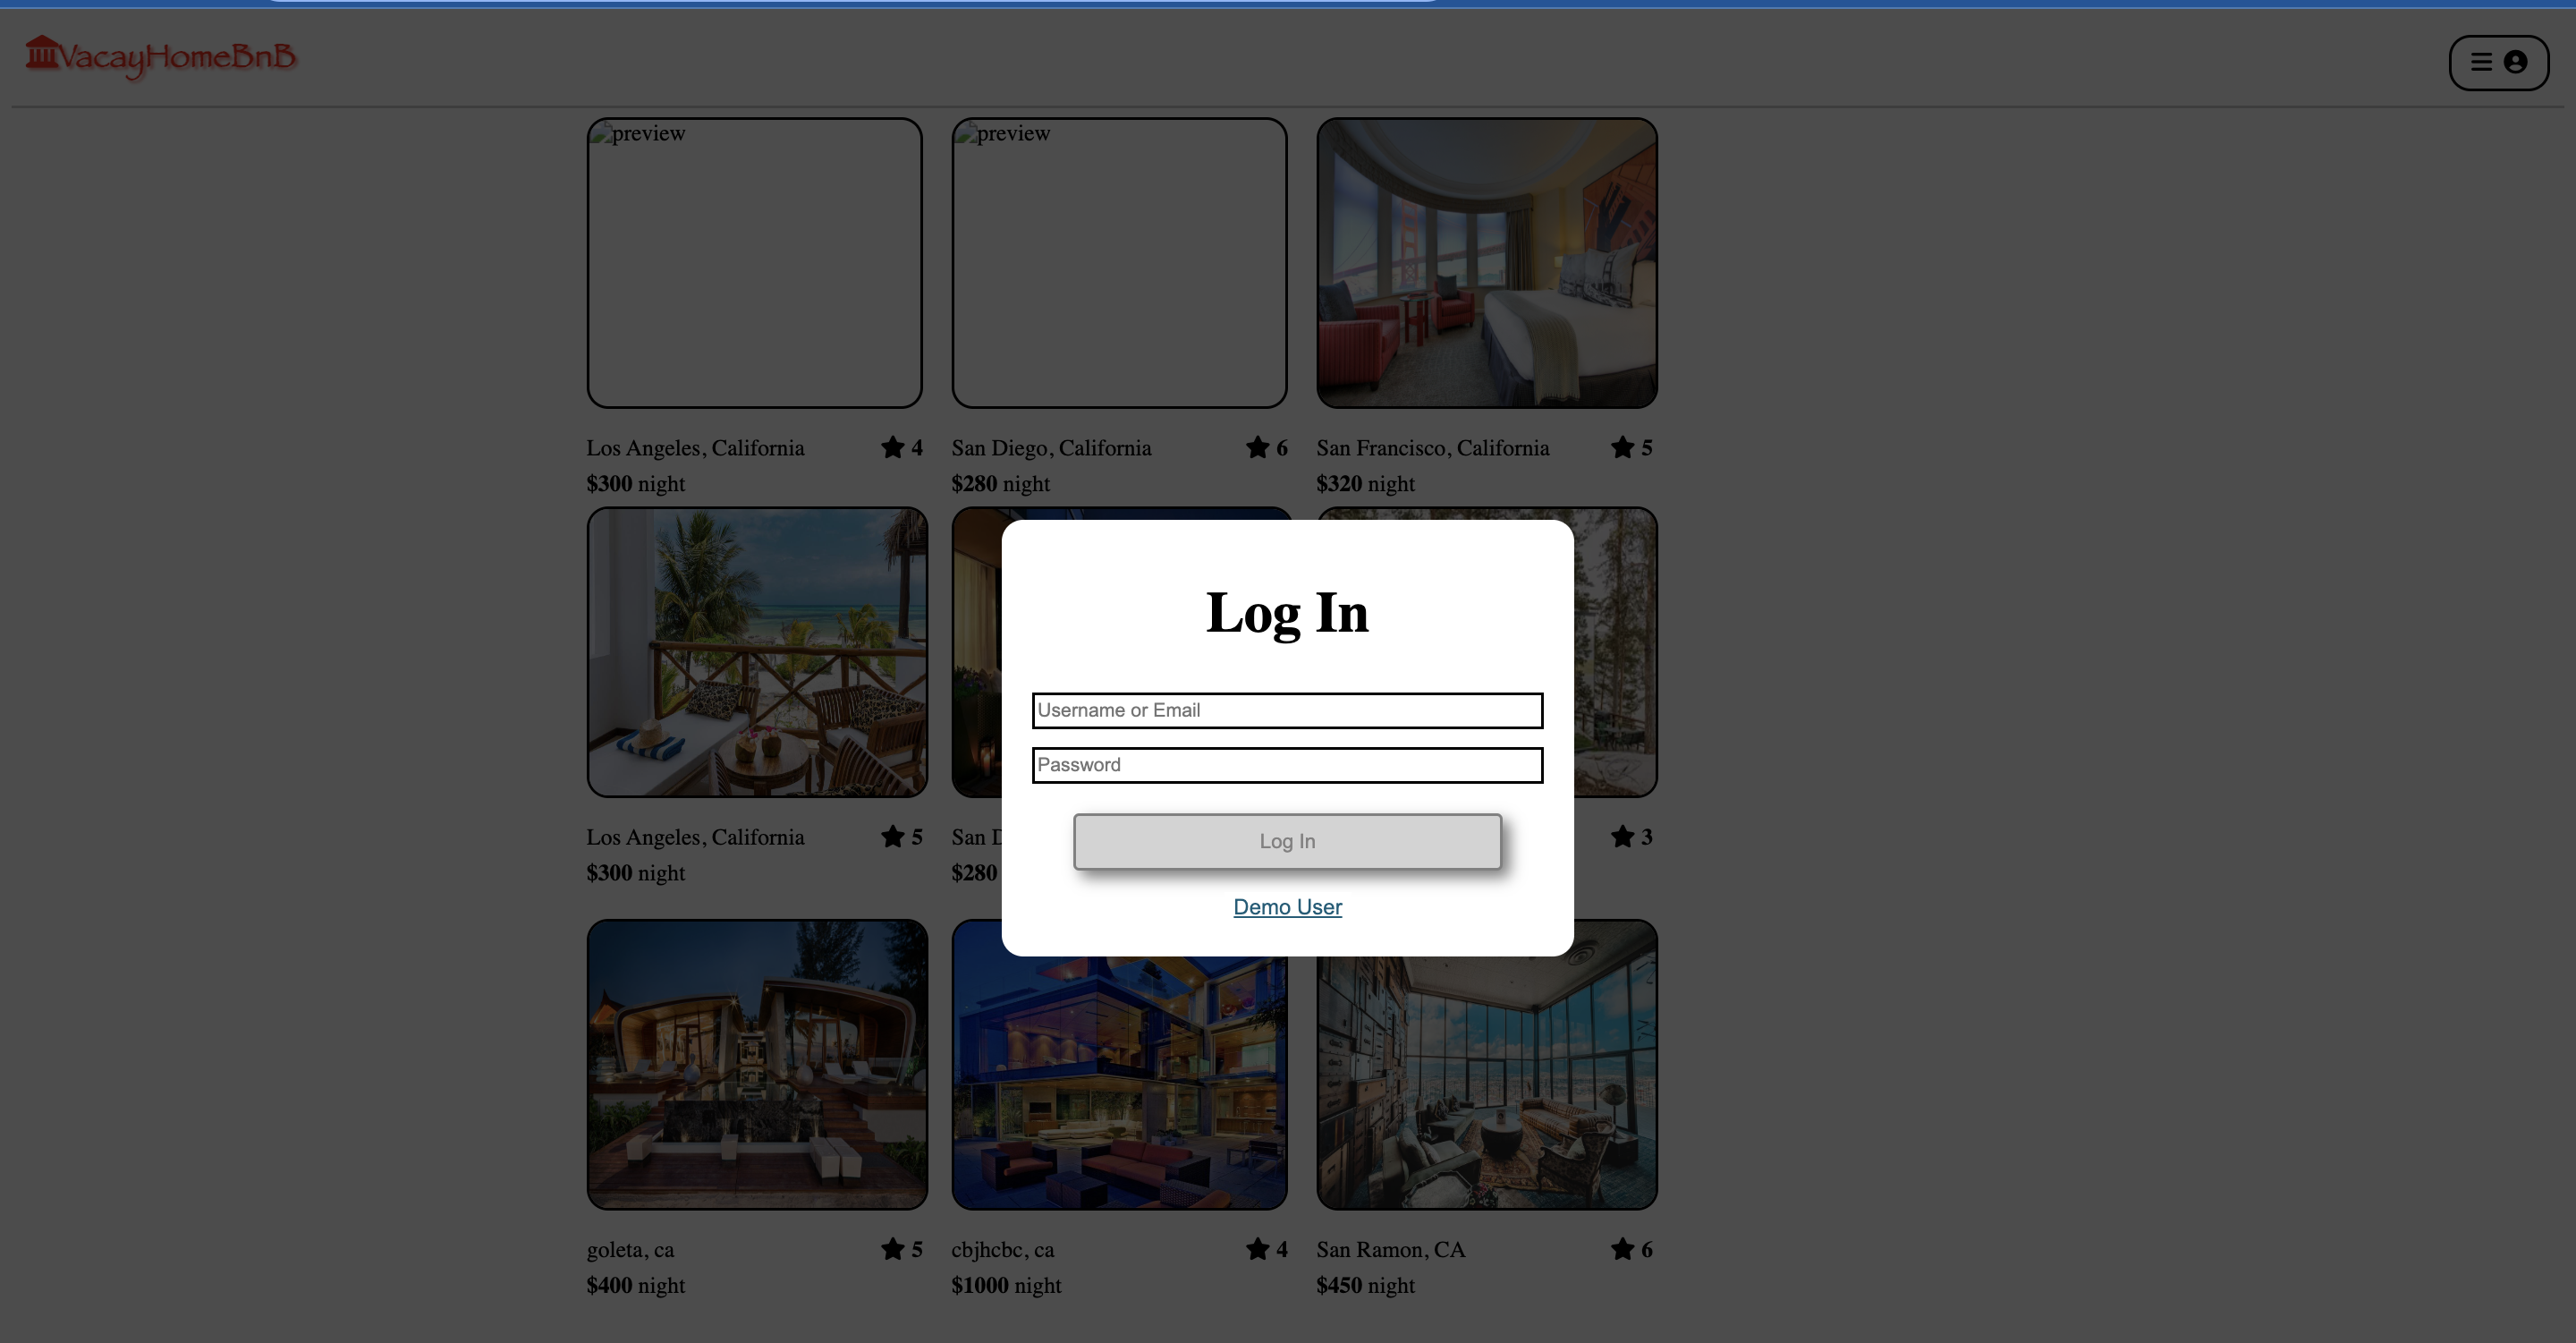 VacayHomeBnB
preview
preview
Los Angeles, California 4
San Diego, California 6
San Francisco, California 5
$300 night
$280 night
$320 night
Log In
Username or Email
Password
Log In
Demo User
Los Angeles, California 5
San D
3
$300 night
$280
goleta, ca 5
cbjhcbc, ca 4
San Ramon, CA 6
$400 night
$1000 night
$450 night